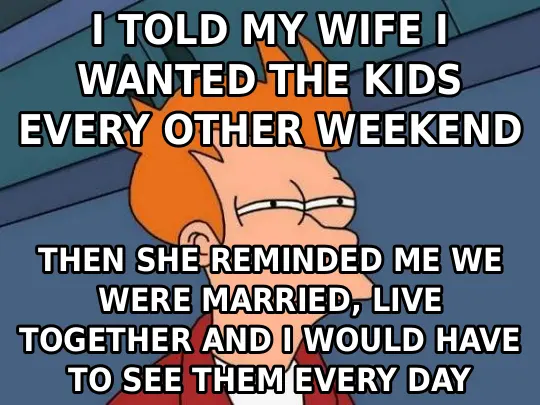 I TOLD MY WIFE I
WANTED THE KIDS
EVERY OTHER WEEKEND
THEN SHE REMINDED ME WE
WERE MARRIED, LIVE
TOGETHER AND I WOULD HAVE
TO SEE THEM EVERY DAY